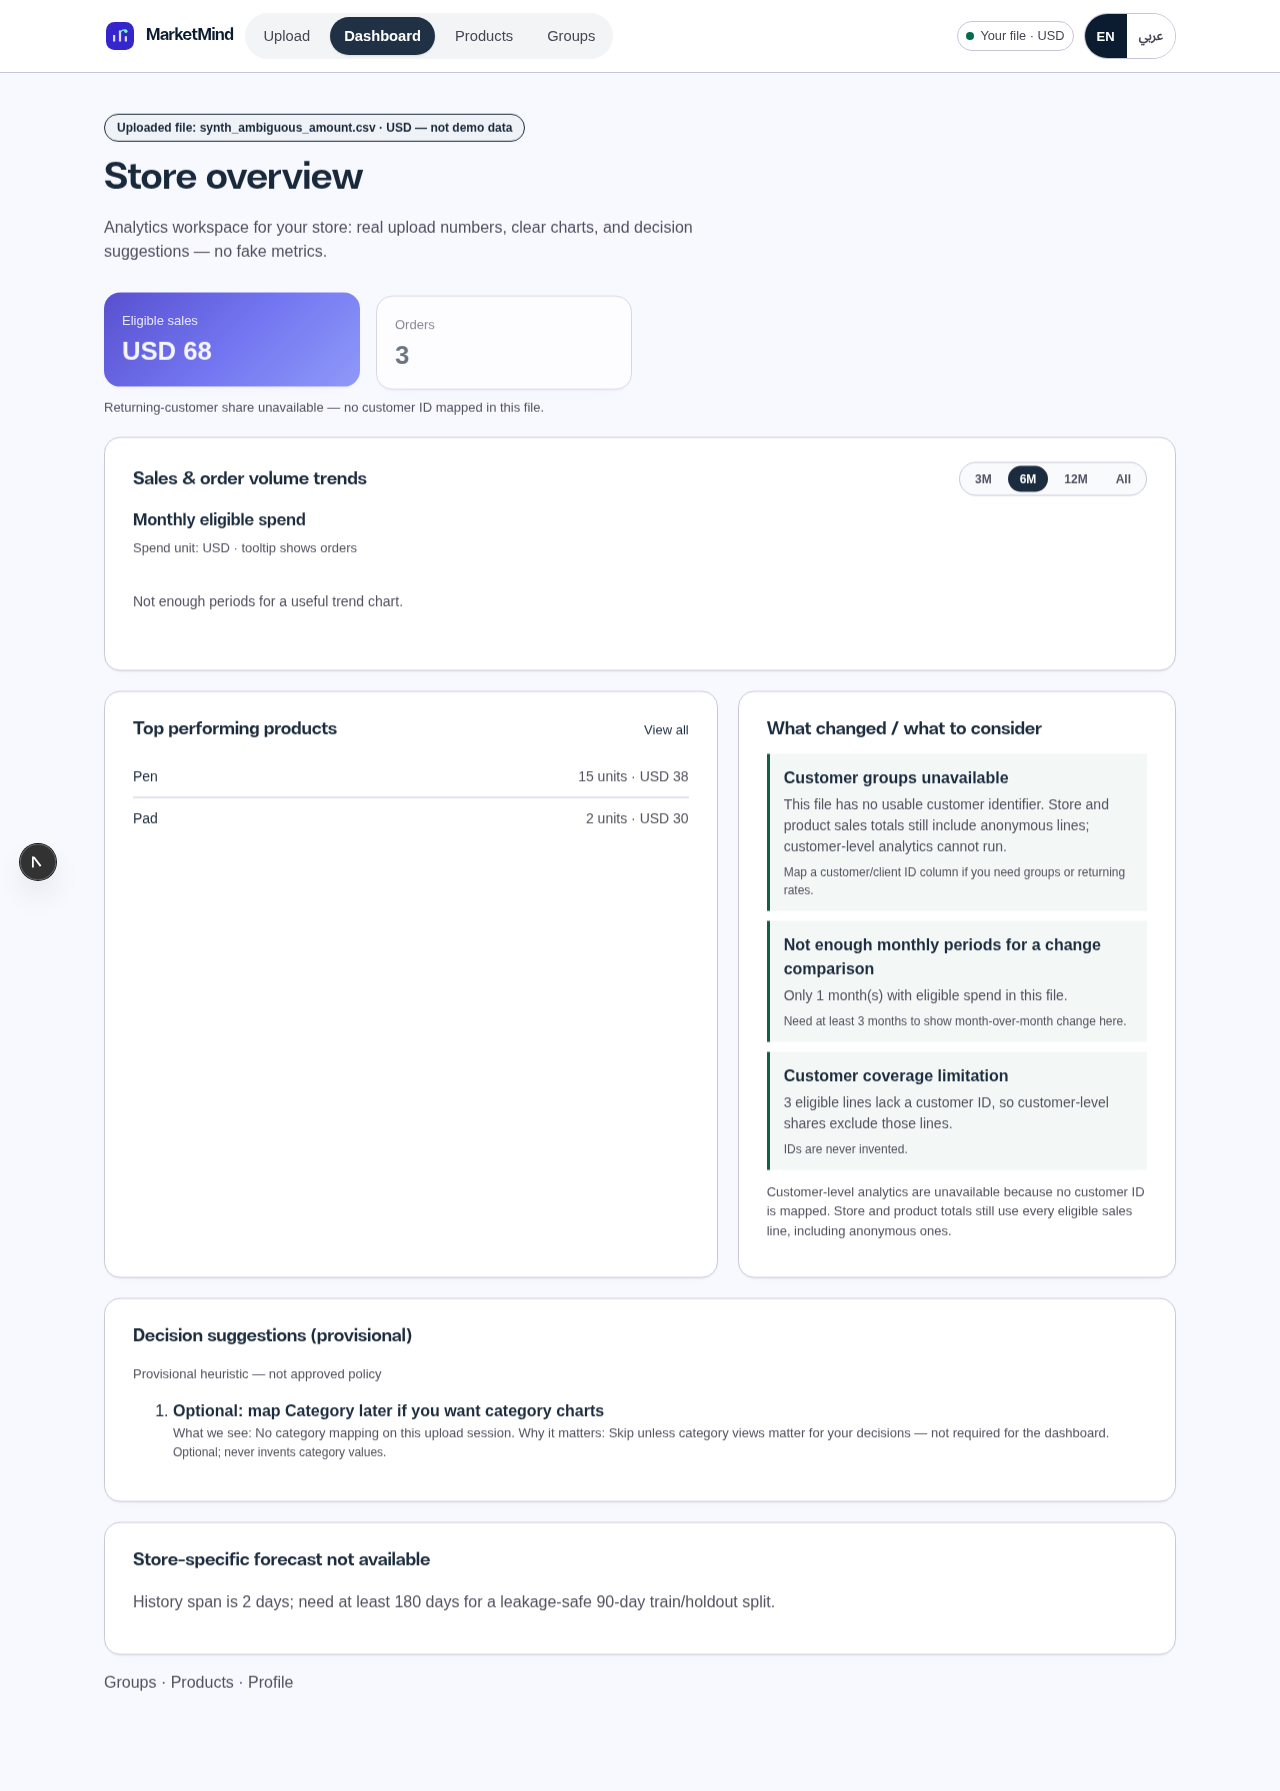 MarketMind
Upload
Dashboard
Products
Groups
Your file · USD
EN
عربي
Uploaded file: synth_ambiguous_amount.csv · USD — not demo data
Store overview
Analytics workspace for your store: real upload numbers, clear charts, and decision
suggestions — no fake metrics.
Eligible sales
USD 68
Orders
3
Returning-customer share unavailable — no customer ID mapped in this file.
Sales & order volume trends
3M
6M
12M
All
Monthly eligible spend
Spend unit: USD · tooltip shows orders
Not enough periods for a useful trend chart.
Top performing products
View all
Pen
15 units · USD 38
Pad
2 units · USD 30
What changed / what to consider
Customer groups unavailable
This file has no usable customer identifier. Store and
product sales totals still include anonymous lines;
customer-level analytics cannot run.
Map a customer/client ID column if you need groups or returning
rates.
Not enough monthly periods for a change
comparison
Only 1 month(s) with eligible spend in this file.
Need at least 3 months to show month-over-month change here.
Customer coverage limitation
3 eligible lines lack a customer ID, so customer-level
shares exclude those lines.
IDs are never invented.
Customer-level analytics are unavailable because no customer ID
is mapped. Store and product totals still use every eligible sales
line, including anonymous ones.
Decision suggestions (provisional)
Provisional heuristic — not approved policy
1. Optional: map Category later if you want category charts
What we see: No category mapping on this upload session. Why it matters: Skip unless category views matter for your decisions — not required for the dashboard.
Optional; never invents category values.
Store-specific forecast not available
History span is 2 days; need at least 180 days for a leakage-safe 90-day train/holdout split.
Groups · Products · Profile